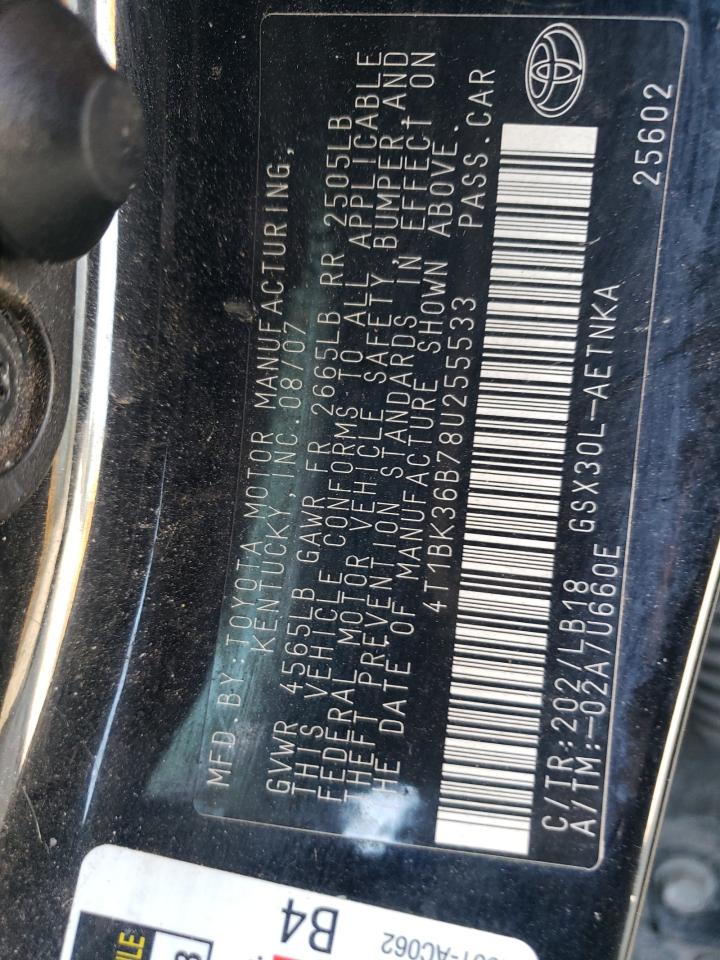 MFD.BY:TOYOTA MOTOR MANUFACTURING,
KENTUCKY,INC.08/07
GVWR 4565LB GAWR FR 2665LB RR 2505LB
THIS VEHICLE CONFORMS TO ALL APPLICABLE
FEDERAL MOTOR VEHICLE SAFETY,BUMPER,AND
THEFT PREVENTION STANDARDS IN EFFECT ON
THE DATE OF MANUFACTURE SHOWN ABOVE.
4T1BK36B78U255533 PASS.CAR
C/TR:202/LB18 GSX30L-AETNKA
A/TM:-02A/U660E
25602
B4